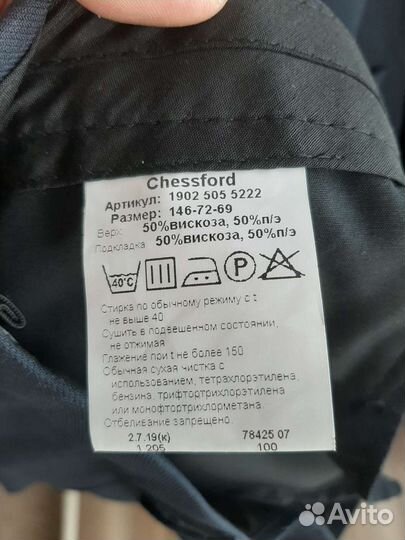 Chessford
Артикул: 1902 505 5222
Размер: 146-72-69
Верх: 50%вискоза, 50%п/э
Подкладка: 50%вискоза, 50%п/э
40°C P
Стирка по обычному режиму с t
не выше 40
Сушить в подвешенном состоянии,
не отжимая
Глажение при t не более 150
Обычная сухая чистка с
использованием, тетрахлорэтилена,
бензина, трифтортрихлорэтилена
или монофтортрихлорметана.
Отбеливание запрещено.
2.7.19(к) 78425 07
1 205 100
Avito